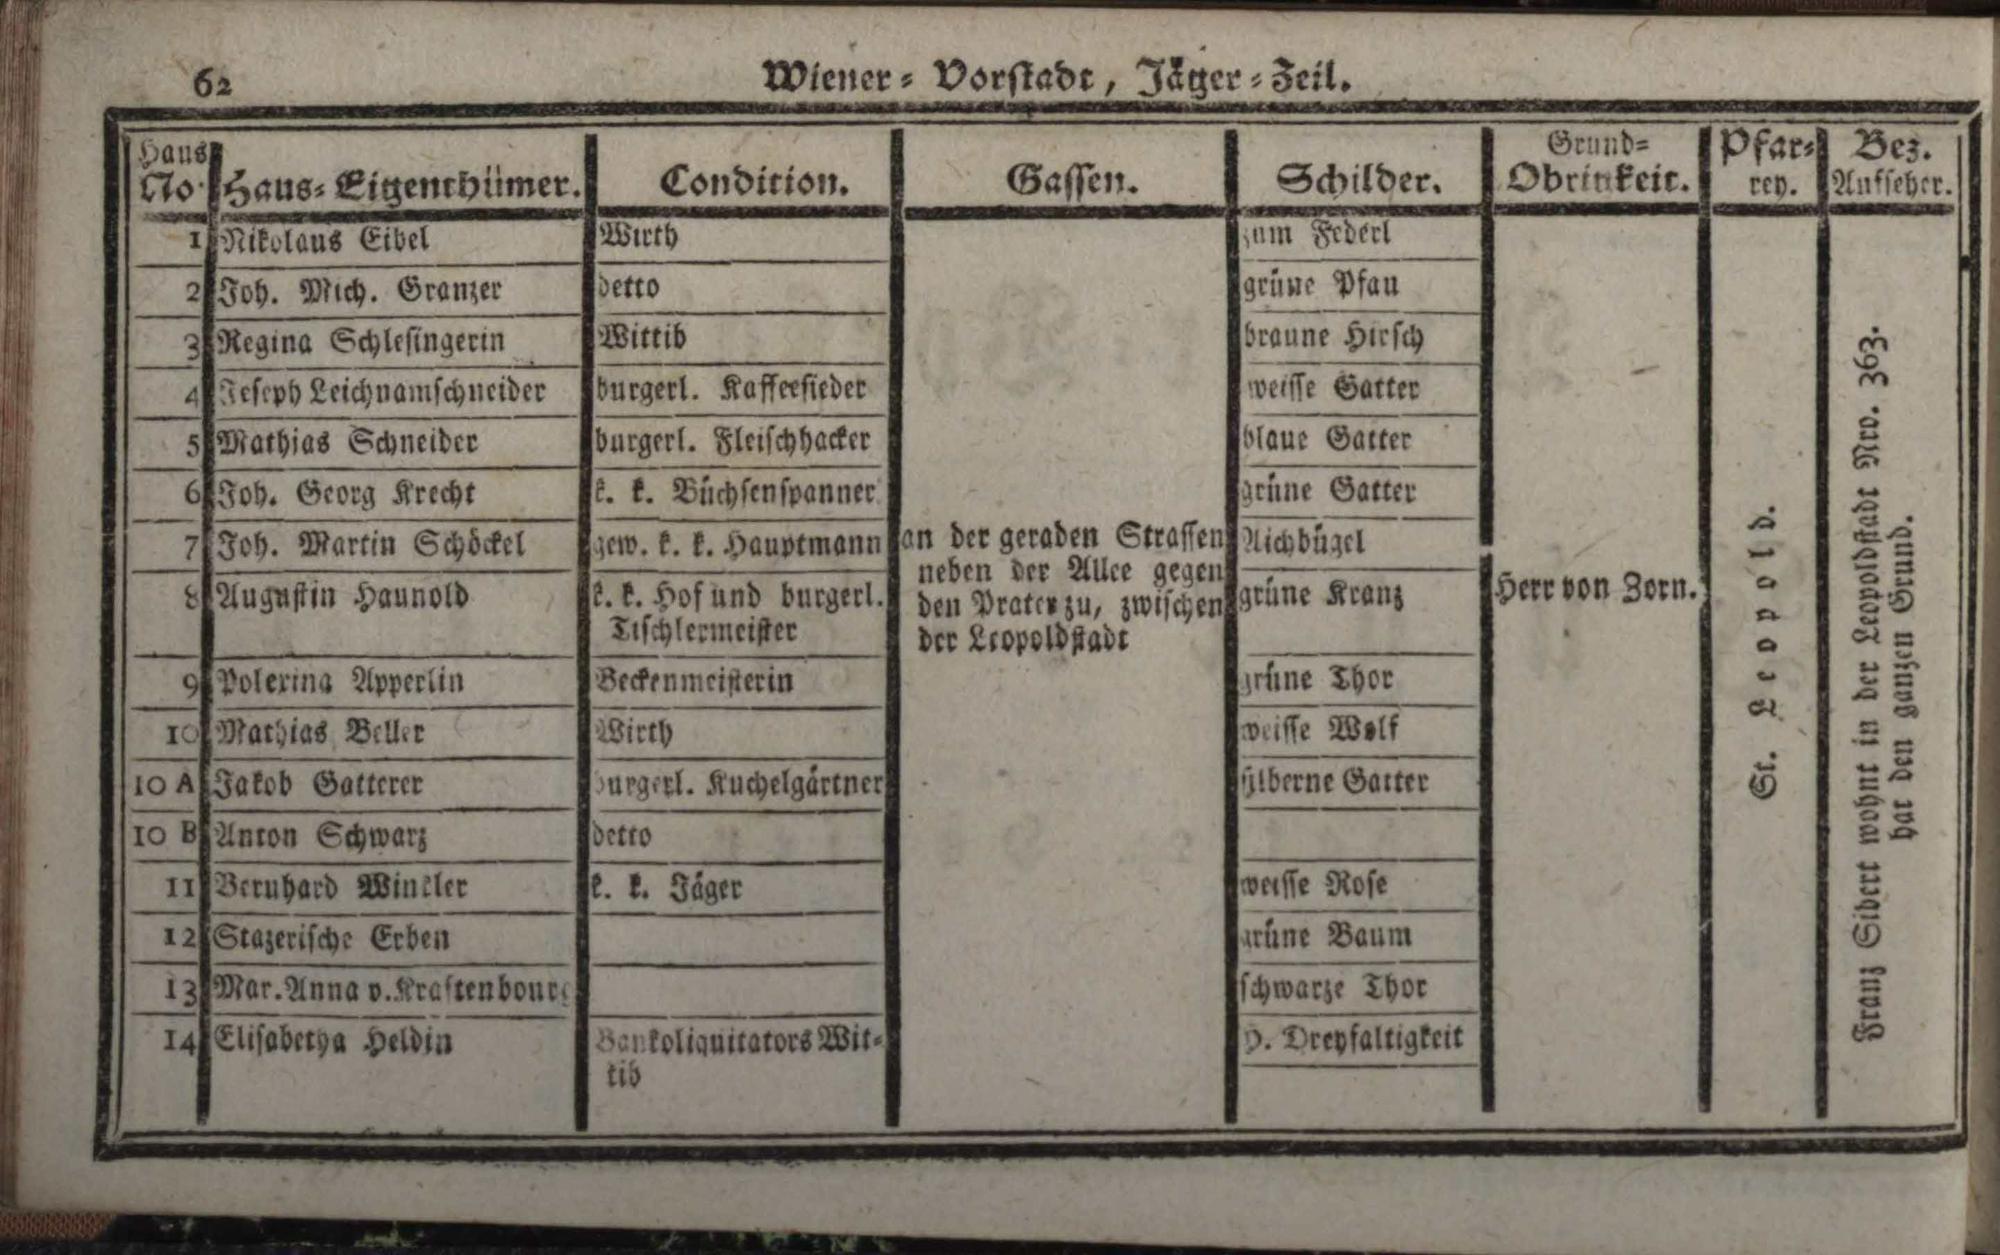 62
Wiener- Vorstadt, Jäger-Zeil.
Haus No. Haus-Eigenthümer. Condition. Gassen. Schilder. Grund-Obrinkeit. Pfar-rey. Bez. Aufseher.
1 Nikolaus Eibel Wirth zum Federl
2 Joh. Mich. Granzer detto grüne Pfau
3 Regina Schlesingerin Wittib braune Hirsch
4 Joseph Leichnamschneider burgerl. Kaffeesieder weisse Gatter
5 Mathias Schneider burgerl. Fleischhacker blaue Gatter
6 Joh. Georg Krecht k. k. Büchsenspanner grüne Gatter
7 Joh. Martin Schöckel gew. k. k. Hauptmann Aichbügel
8 Augustin Haunold k. k. Hof und burgerl. grüne Kranz
Tischlermeister
9 Polexina Apperlin Beckenmeisterin grüne Thor
10 Mathias Beller Wirth weisse Wolf
10 A Jakob Gatterer burgerl. Kuchelgärtner silberne Gatter
10 B Anton Schwarz detto
11 Bernhard Winkler k. k. Jäger weisse Rose
12 Stazerische Erben grüne Baum
13 Mar. Anna v. Kraftenbourg schwarze Thor
14 Elisabetha Heldin Bankoliquitators Wit- H. Dreyfaltigkeit
tib
an der geraden Strassen
neben der Allee gegen
den Prater zu, zwischen
der Leopoldstadt
Herr von Zorn.
St. Leopold.
Franz Sibert wohnt in der Leopoldstadt Nro. 363.
hat den ganzen Grund.